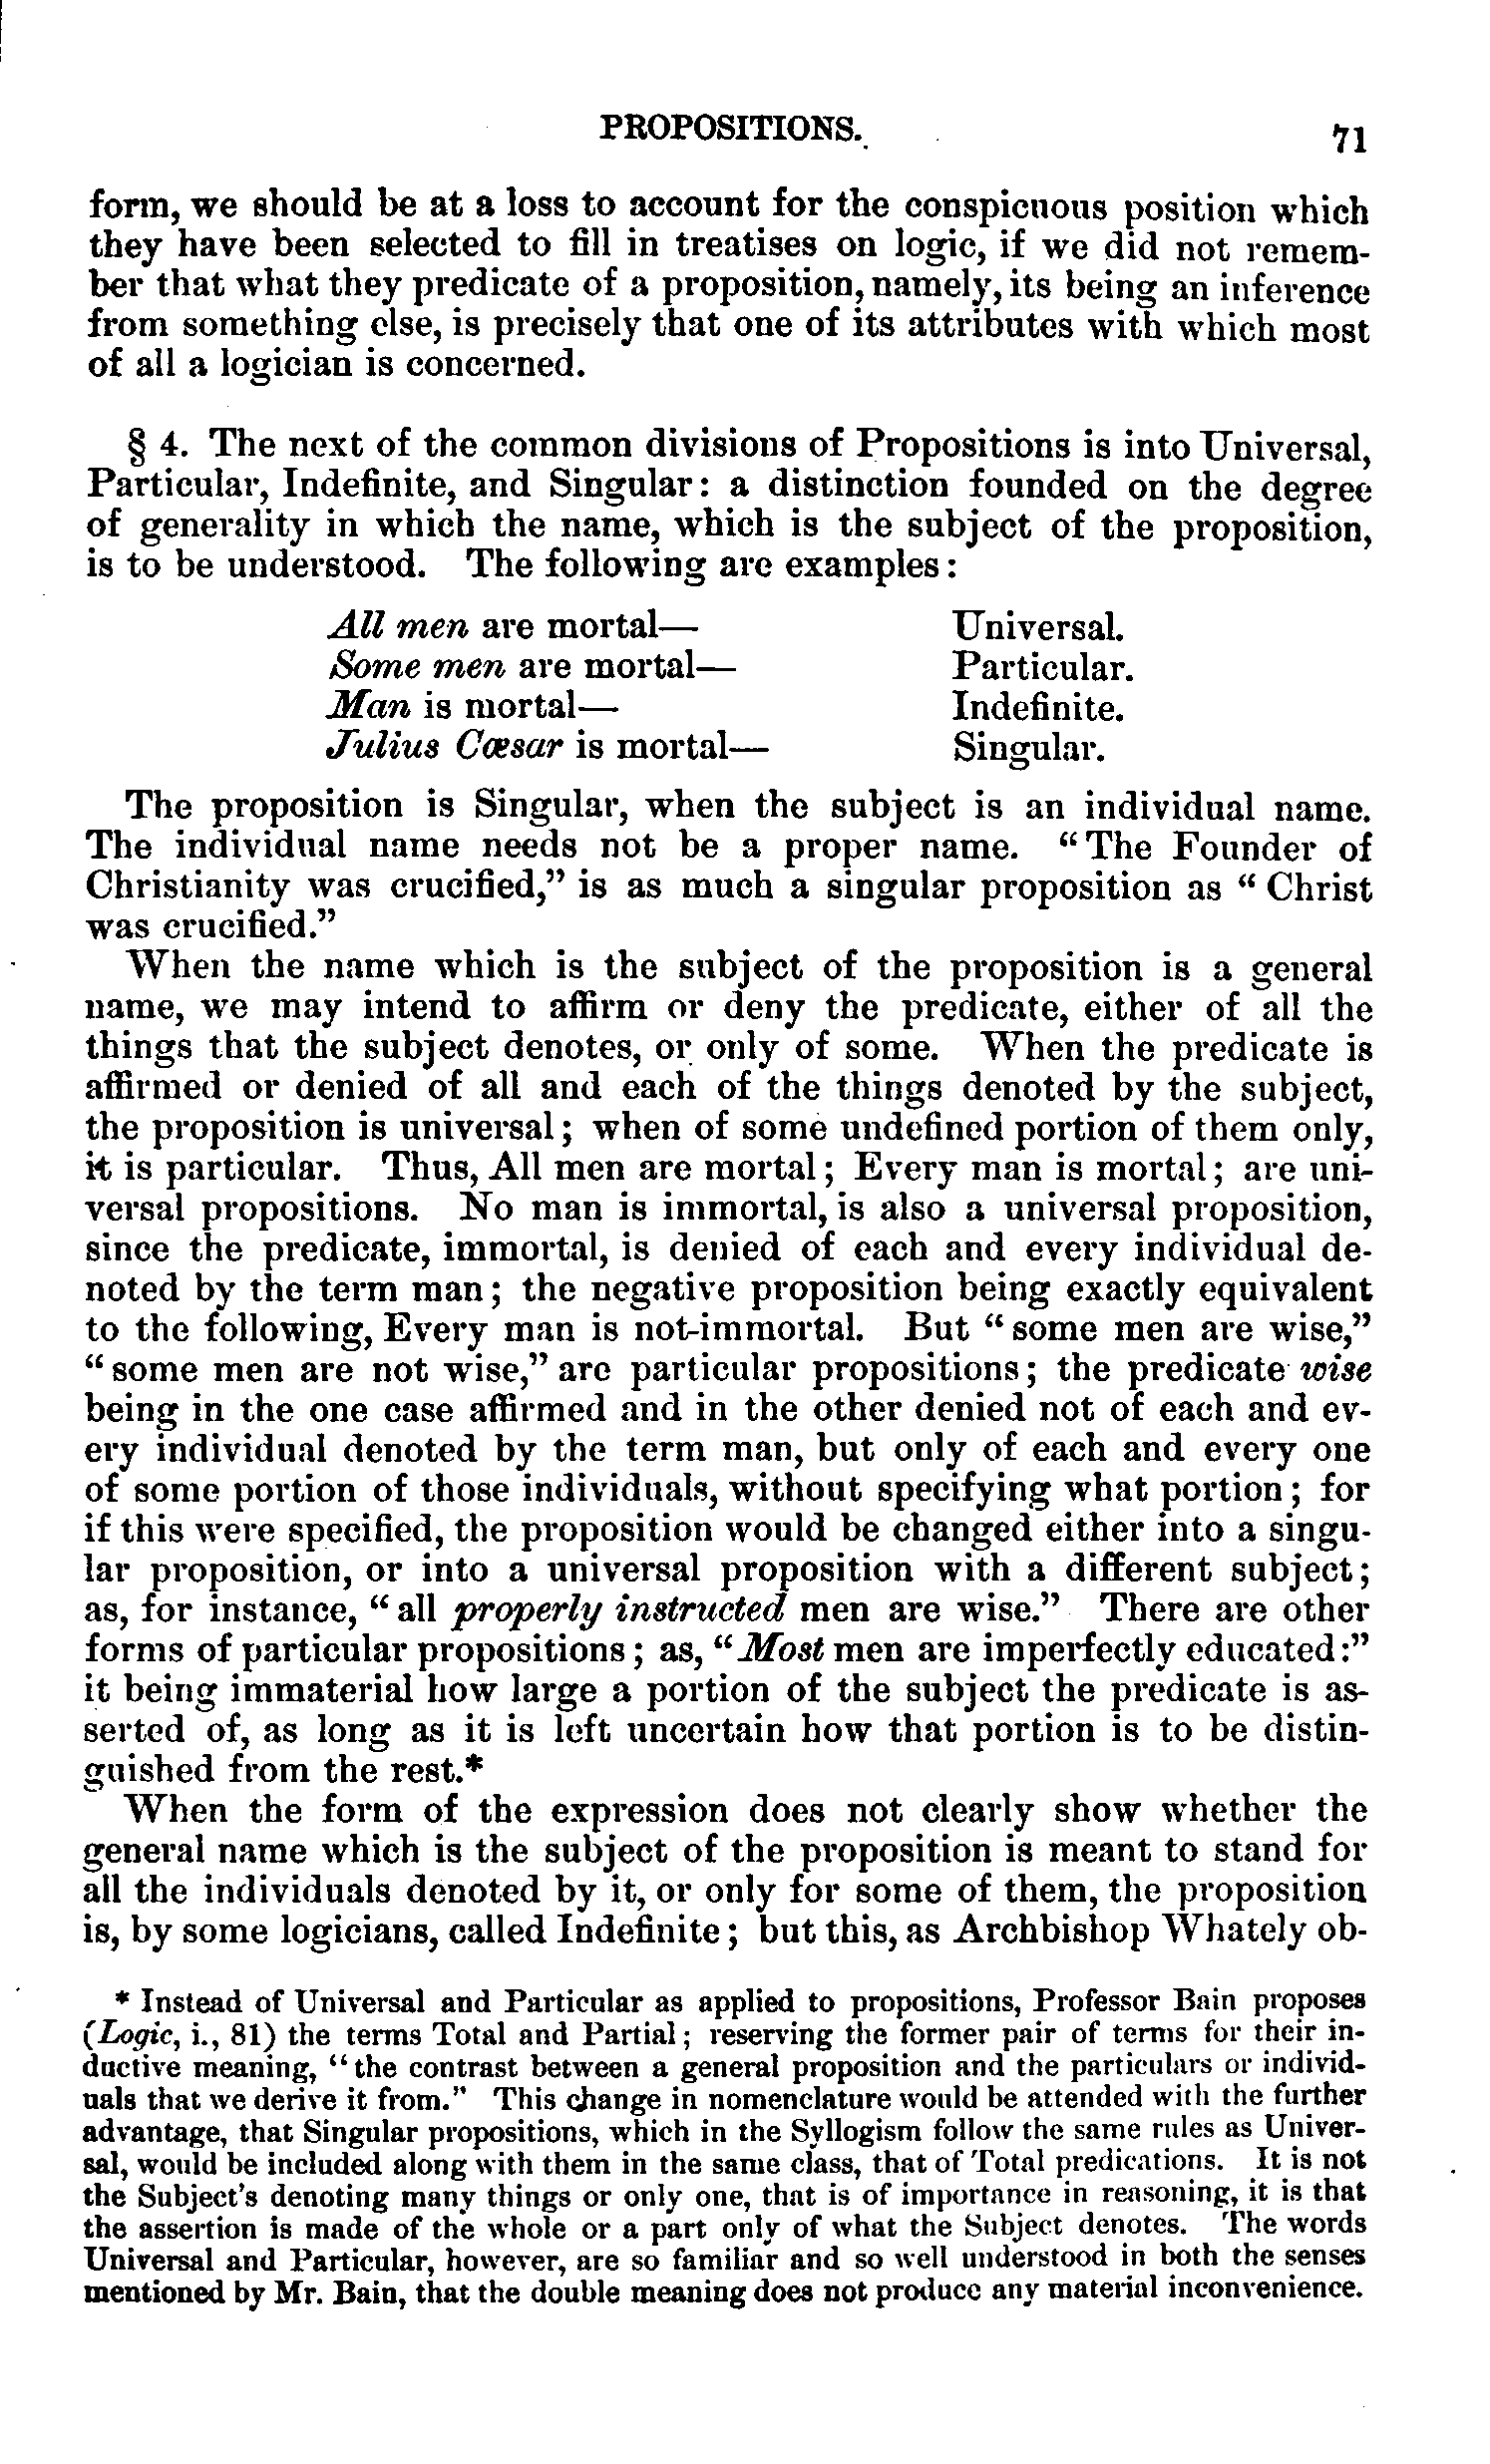 PROPOSITIONS. 71
form, we should be at a loss to account for the conspicuous position which
they have been selected to fill in treatises on logic, if we did not remem-
ber that what they predicate of a proposition, namely, its being an inference
from something else, is precisely that one of its attributes with which most
of all a logician is concerned.
§ 4. The next of the common divisions of Propositions is into Universal,
Particular, Indefinite, and Singular: a distinction founded on the degree
of generality in which the name, which is the subject of the proposition,
is to be understood. The following are examples:
All men are mortal— Universal.
Some men are mortal— Particular.
Man is mortal— Indefinite.
Julius Cæsar is mortal— Singular.
The proposition is Singular, when the subject is an individual name.
The individual name needs not be a proper name. "The Founder of
Christianity was crucified," is as much a singular proposition as "Christ
was crucified."
When the name which is the subject of the proposition is a general
name, we may intend to affirm or deny the predicate, either of all the
things that the subject denotes, or only of some. When the predicate is
affirmed or denied of all and each of the things denoted by the subject,
the proposition is universal; when of some undefined portion of them only,
it is particular. Thus, All men are mortal; Every man is mortal; are uni-
versal propositions. No man is immortal, is also a universal proposition,
since the predicate, immortal, is denied of each and every individual de-
noted by the term man; the negative proposition being exactly equivalent
to the following, Every man is not-immortal. But "some men are wise,"
"some men are not wise," are particular propositions; the predicate wise
being in the one case affirmed and in the other denied not of each and ev-
ery individual denoted by the term man, but only of each and every one
of some portion of those individuals, without specifying what portion; for
if this were specified, the proposition would be changed either into a singu-
lar proposition, or into a universal proposition with a different subject;
as, for instance, "all properly instructed men are wise." There are other
forms of particular propositions; as, "Most men are imperfectly educated:"
it being immaterial how large a portion of the subject the predicate is as-
serted of, as long as it is left uncertain how that portion is to be distin-
guished from the rest.*
When the form of the expression does not clearly show whether the
general name which is the subject of the proposition is meant to stand for
all the individuals denoted by it, or only for some of them, the proposition
is, by some logicians, called Indefinite; but this, as Archbishop Whately ob-
* Instead of Universal and Particular as applied to propositions, Professor Bain proposes
(Logic, i., 81) the terms Total and Partial; reserving the former pair of terms for their in-
ductive meaning, "the contrast between a general proposition and the particulars or individ-
uals that we derive it from." This change in nomenclature would be attended with the further
advantage, that Singular propositions, which in the Syllogism follow the same rules as Univer-
sal, would be included along with them in the same class, that of Total predications. It is not
the Subject's denoting many things or only one, that is of importance in reasoning, it is that
the assertion is made of the whole or a part only of what the Subject denotes. The words
Universal and Particular, however, are so familiar and so well understood in both the senses
mentioned by Mr. Bain, that the double meaning does not produce any material inconvenience.